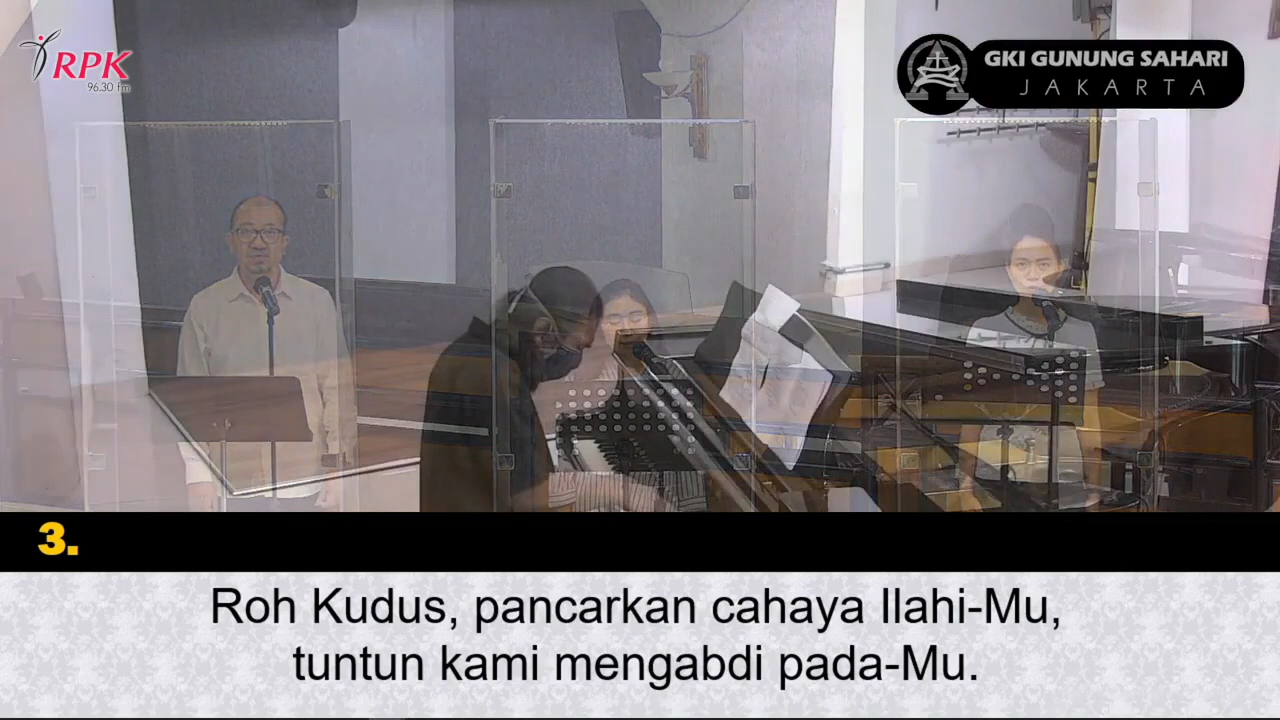 RPK
96.30 fm
GKI GUNUNG SAHARI
JAKARTA
3.
Roh Kudus, pancarkan cahaya Ilahi-Mu,
tuntun kami mengabdi pada-Mu.